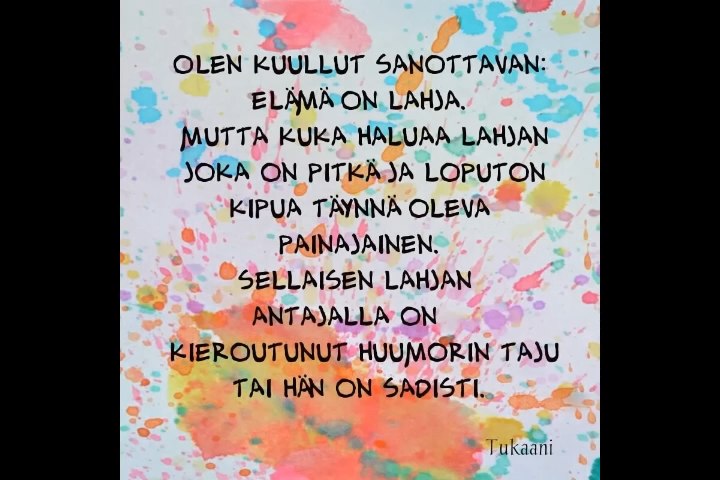 OLEN KUULLUT SANOTTAVAN:
ELÄMÄ ON LAHJA.
MUTTA KUKA HALUAA LAHJAN
JOKA ON PITKÄ JA LOPUTON
KIPUA TÄYNNÄ OLEVA
PAINAJAINEN.
SELLAISEN LAHJAN
ANTAJALLA ON
KIEROUTUNUT HUUMORIN TAJU
TAI HÄN ON SADISTI.
Tukaani